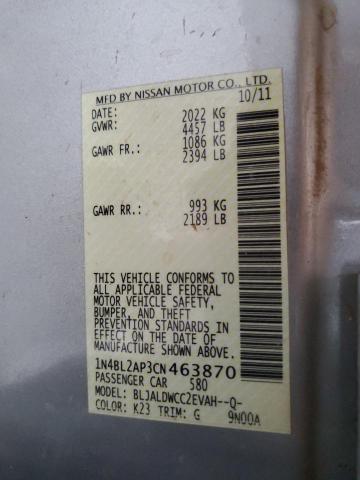 MFD BY NISSAN MOTOR CO., LTD.
DATE: 10/11
GVWR: 2022 KG
4457 LB
GAWR FR.: 1086 KG
2394 LB
GAWR RR.: 993 KG
2189 LB
THIS VEHICLE CONFORMS TO
ALL APPLICABLE FEDERAL
MOTOR VEHICLE SAFETY,
BUMPER, AND THEFT
PREVENTION STANDARDS IN
EFFECT ON THE DATE OF
MANUFACTURE SHOWN ABOVE.
1N4BL2AP3CN463870
PASSENGER CAR 580
MODEL: BLJALDWCC2EVAH--Q-
COLOR: K23 TRIM: G 9N00A